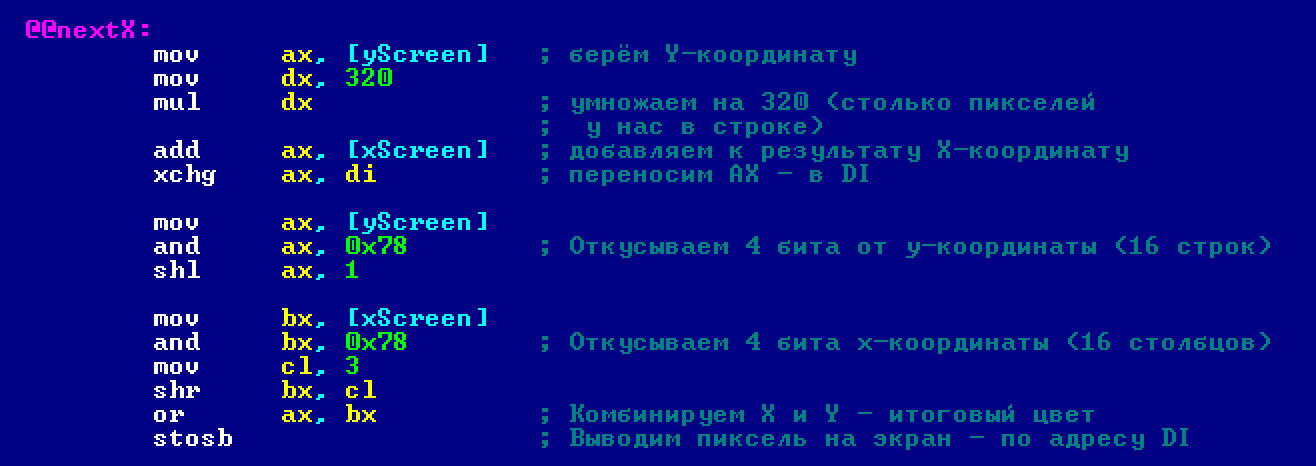 @@nextX:
mov ax, [yScreen] ; берём Y-координату
mov dx, 320
mul dx ; умножаем на 320 (столько пикселей
; у нас в строке)
add ax, [xScreen] ; добавляем к результату X-координату
xchg ax, di ; переносим AX - в DI
mov ax, [yScreen]
and ax, 0x78 ; Откусываем 4 бита от y-координаты (16 строк)
shl ax, 1
mov bx, [xScreen]
and bx, 0x78 ; Откусываем 4 бита x-координаты (16 столбцов)
mov cl, 3
shr bx, cl
or ax, bx ; Комбинируем X и Y - итоговый цвет
stosb ; Выводим пиксель на экран - по адресу DI